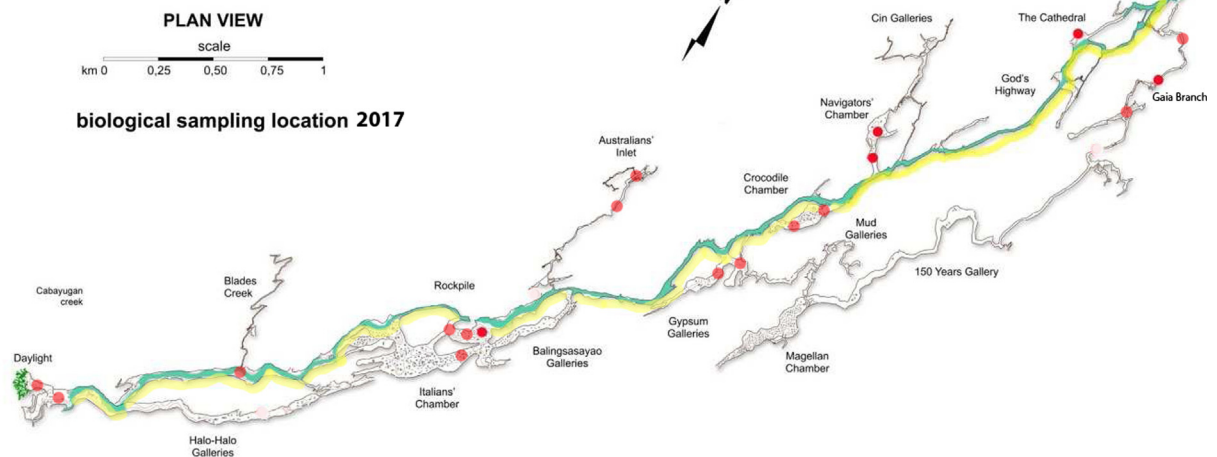 PLAN VIEW
scale
km 0 0,25 0,50 0,75 1
biological sampling location 2017
Cin Galleries
The Cathedral
God's
Highway
Gaia Branch
Navigators'
Chamber
Australians'
Inlet
Crocodile
Chamber
Mud
Galleries
150 Years Gallery
Blades
Creek
Cabayugan
creek
Rockpile
Daylight
Gypsum
Galleries
Magellan
Chamber
Balingsasayao
Galleries
Italians'
Chamber
Halo-Halo
Galleries